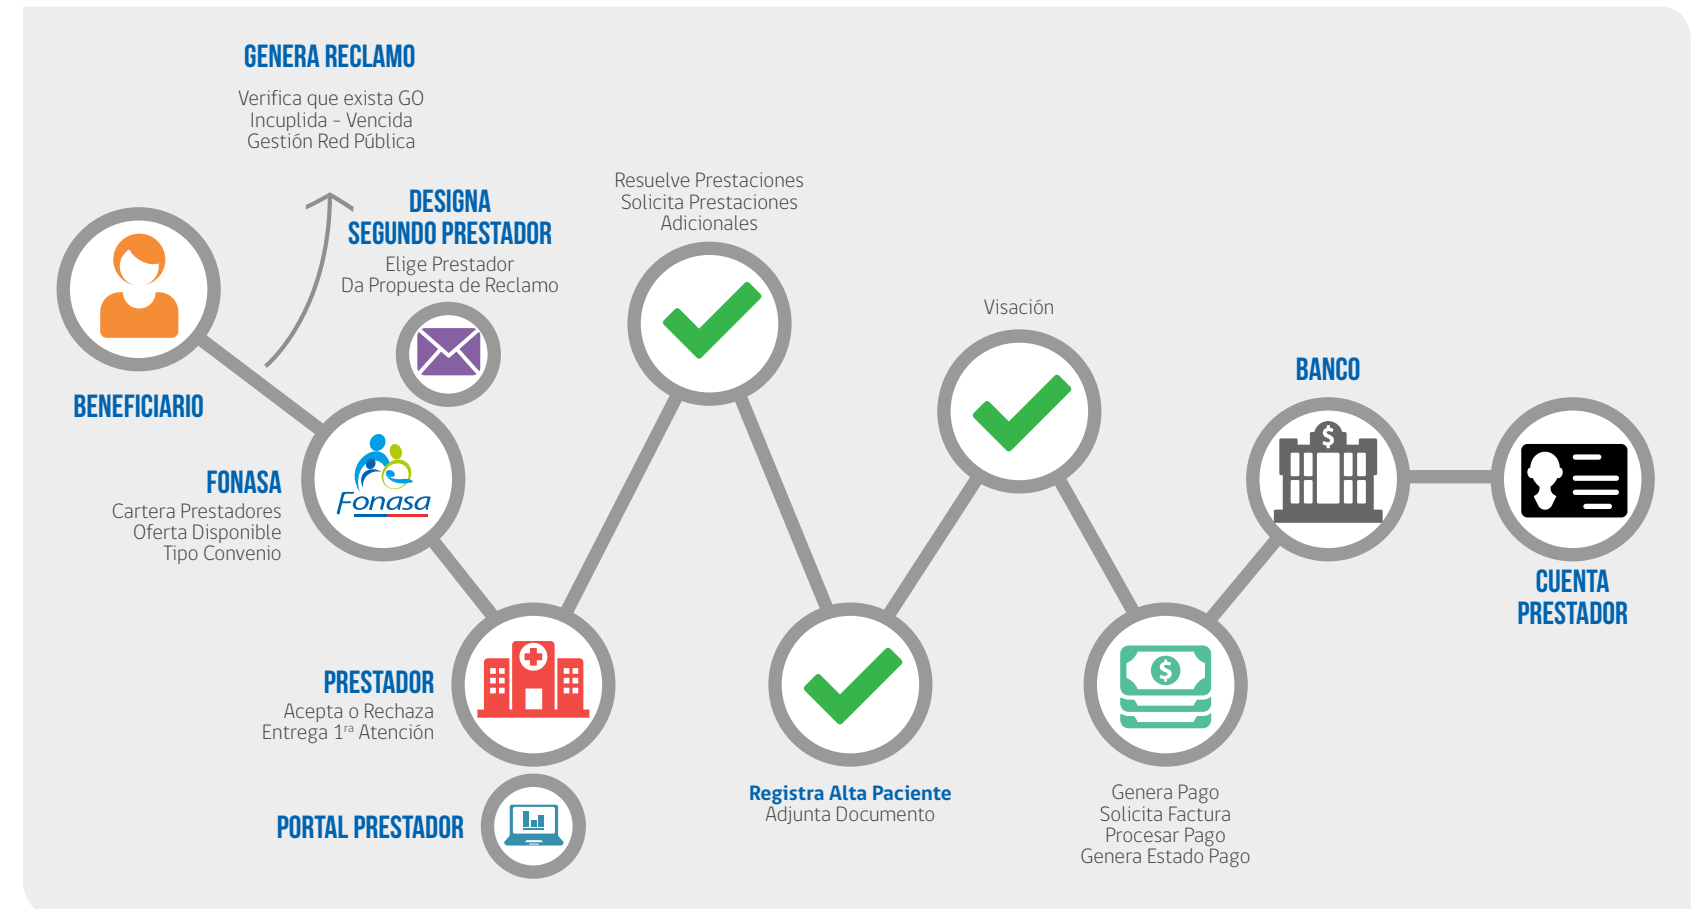 GENERA RECLAMO
Verifica que exista GO
Incuplida - Vencida
Gestión Red Pública
DESIGNA
SEGUNDO PRESTADOR
Elige Prestador
Da Propuesta de Reclamo
BENEFICIARIO
FONASA
Cartera Prestadores
Oferta Disponible
Tipo Convenio
Fonasa
PRESTADOR
Acepta o Rechaza
Entrega 1ra Atención
PORTAL PRESTADOR
Resuelve Prestaciones
Solicita Prestaciones
Adicionales
Registra Alta Paciente
Adjunta Documento
Visación
$
Genera Pago
Solicita Factura
Procesar Pago
Genera Estado Pago
BANCO
$
CUENTA
PRESTADOR